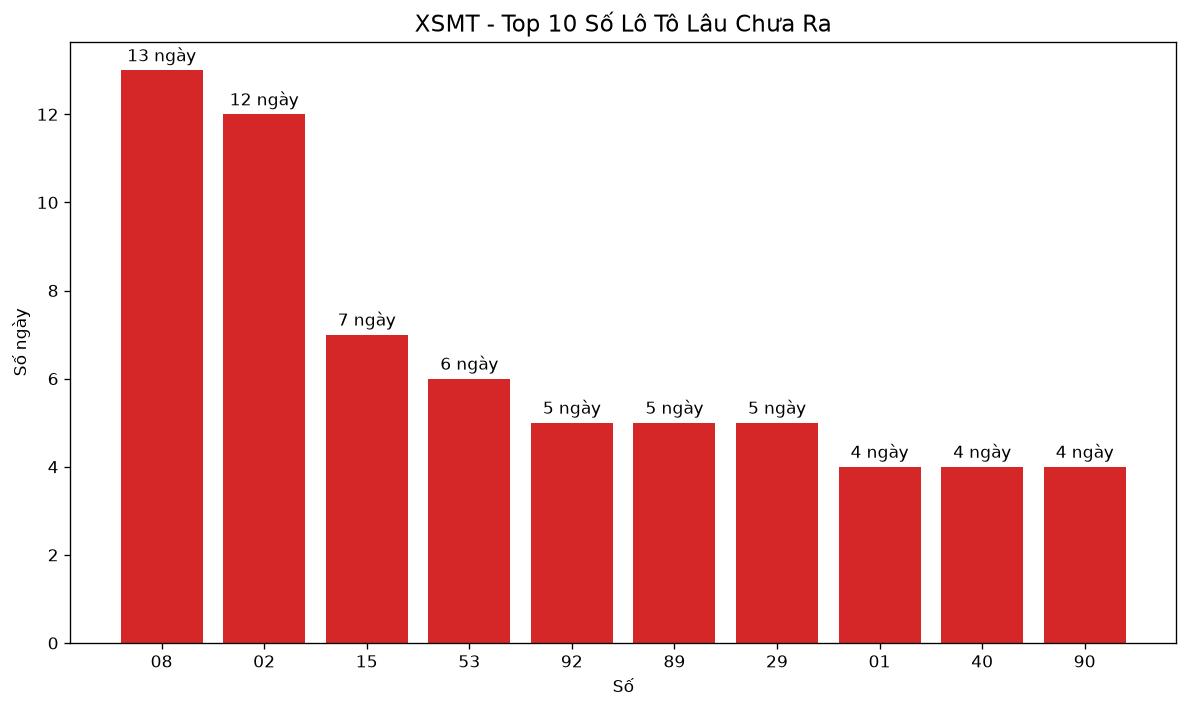 XSMT - Top 10 Số Lô Tô Lâu Chưa Ra
13 ngày
12 ngày
7 ngày
6 ngày
5 ngày
5 ngày
5 ngày
4 ngày
4 ngày
4 ngày
Số ngày
12
10
8
6
4
2
0
08 02 15 53 92 89 29 01 40 90
Số